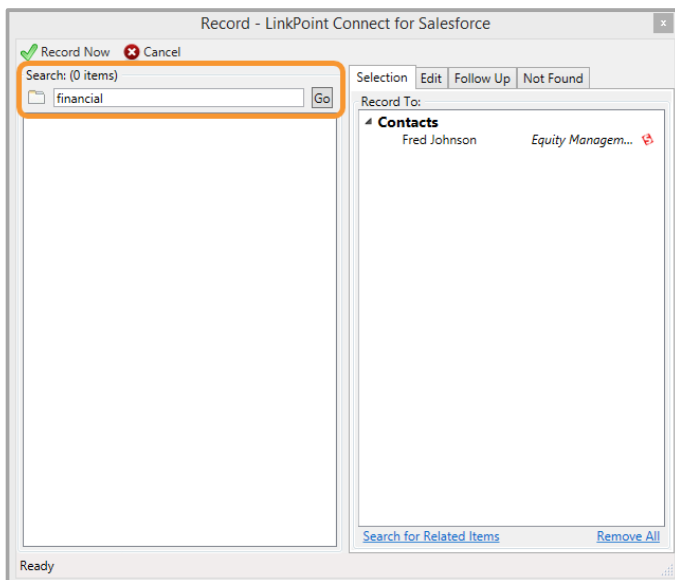 Record - LinkPoint Connect for Salesforce
x
Record Now Cancel
Search: (0 items)
financial Go
Selection Edit Follow Up Not Found
Record To:
Contacts
Fred Johnson Equity Managem...
Search for Related Items Remove All
Ready